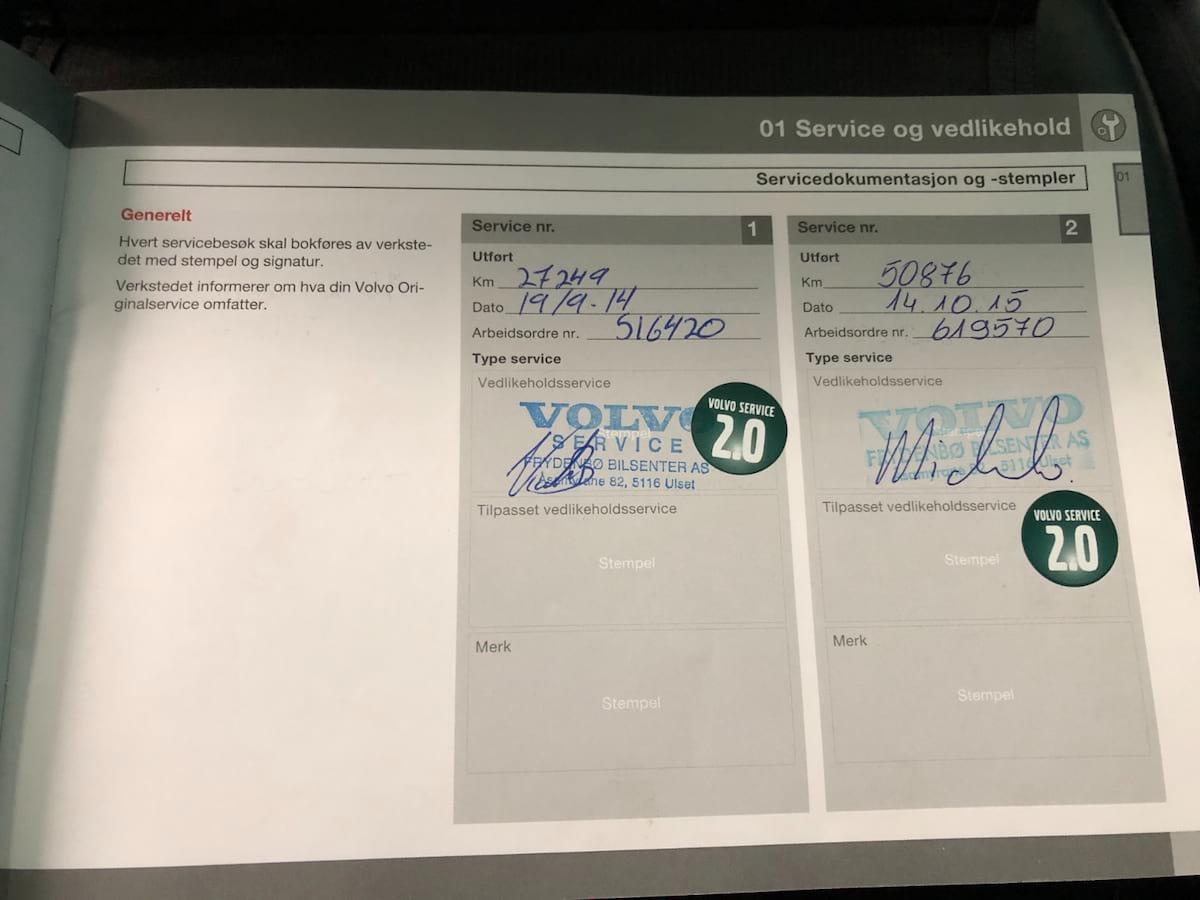 01 Service og vedlikehold
Servicedokumentasjon og -stempler
01
Generelt
Hvert servicebesøk skal bokføres av verkste-
det med stempel og signatur.
Verkstedet informerer om hva din Volvo Ori-
ginalservice omfatter.
Service nr. 1
Utført
Km 27249
Dato 19/9-14
Arbeidsordre nr. 516420
Type service
Vedlikeholdsservice
VOLVO
Stempel
SERVICE
FRYDENBØ BILSENTER AS
82, 5116 Ulset
VOLVO SERVICE
2.0
Tilpasset vedlikeholdsservice
Stempel
Merk
Stempel
Service nr. 2
Utført
Km 50876
Dato 14.10.15
Arbeidsordre nr. 619570
Type service
Vedlikeholdsservice
VOLVO
FRYDENBØ BILSENTER AS
5116 Ulset
Tilpasset vedlikeholdsservice
VOLVO SERVICE
2.0
Stempel
Merk
Stempel